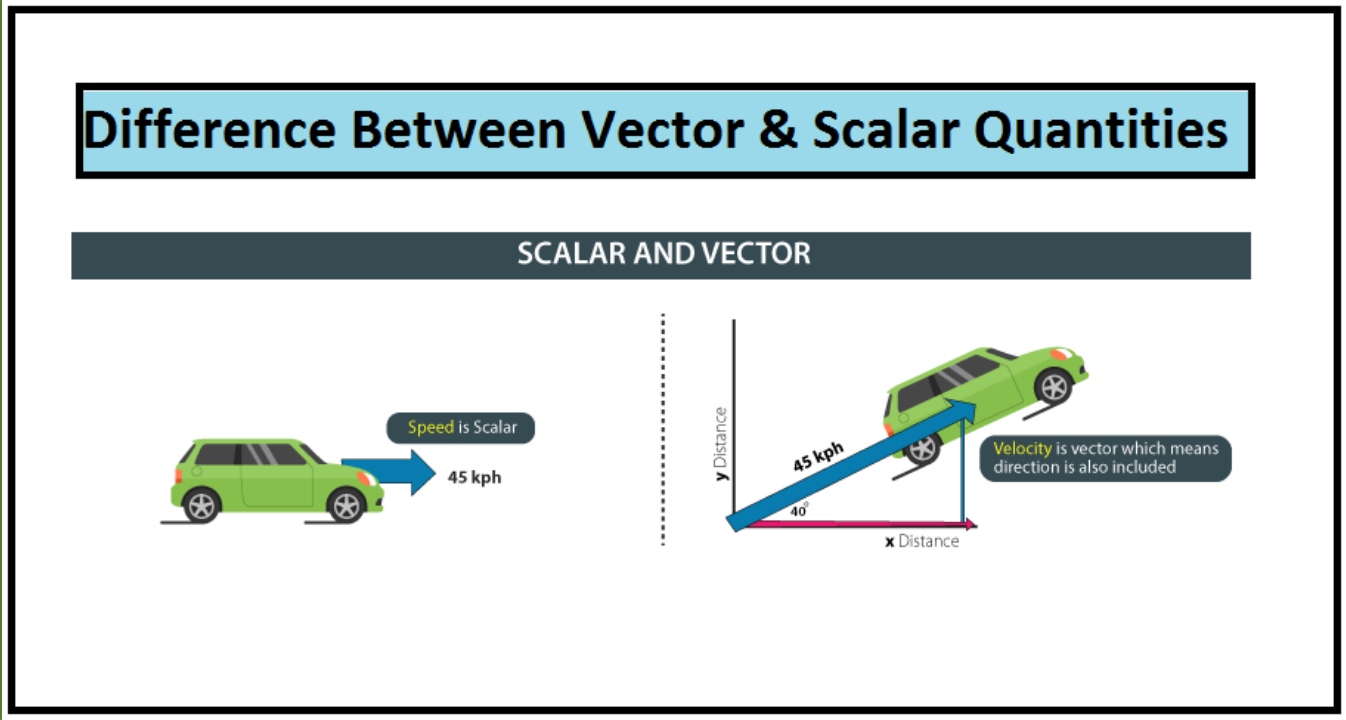 Difference Between Vector & Scalar Quantities
SCALAR AND VECTOR
Speed is Scalar
45 kph
y Distance
45 kph
40°
x Distance
Velocity is vector which means
direction is also included